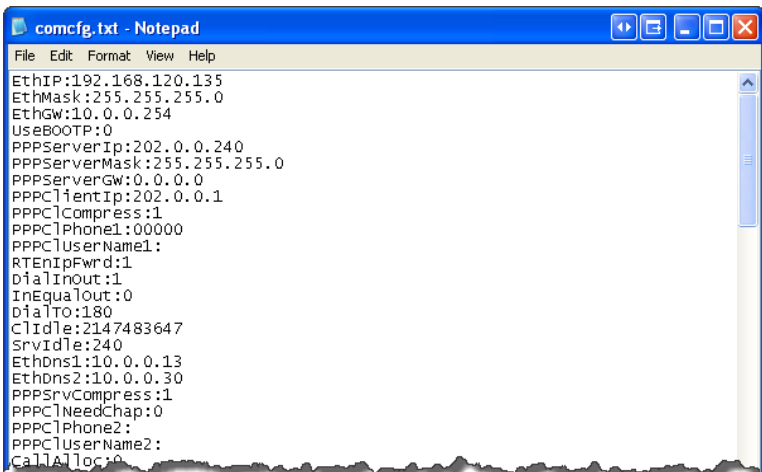 comcfg.txt - Notepad
File Edit Format View Help
EthIP:192.168.120.135
EthMask:255.255.255.0
EthGW:10.0.0.254
UseBOOTP:0
PPPServerIp:202.0.0.240
PPPServerMask:255.255.255.0
PPPServerGW:0.0.0.0
PPPClientIp:202.0.0.1
PPPClCompress:1
PPPClPhone1:00000
PPPClUserName1:
RTEnIpFwrd:1
DialInOut:1
InEqualOut:0
DialTO:180
ClIdle:2147483647
SrvIdle:240
EthDns1:10.0.0.13
EthDns2:10.0.0.30
PPPSrvCompress:1
PPPClNeedChap:0
PPPClPhone2:
PPPClUserName2:
CallAlloc:0